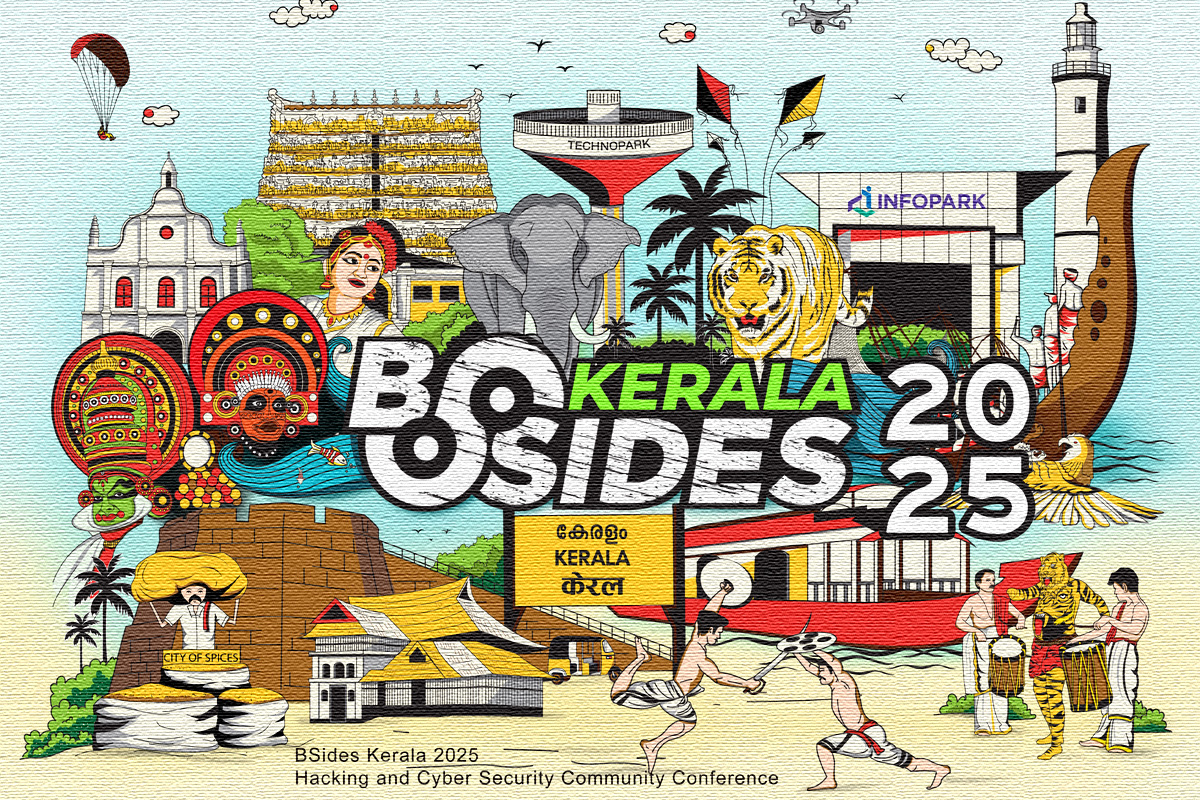 TECHNOPARK
INFOPARK
BSIDES
KERALA
20
25
കേരളം
KERALA
केरल
CITY OF SPICES
BSides Kerala 2025
Hacking and Cyber Security Community Conference